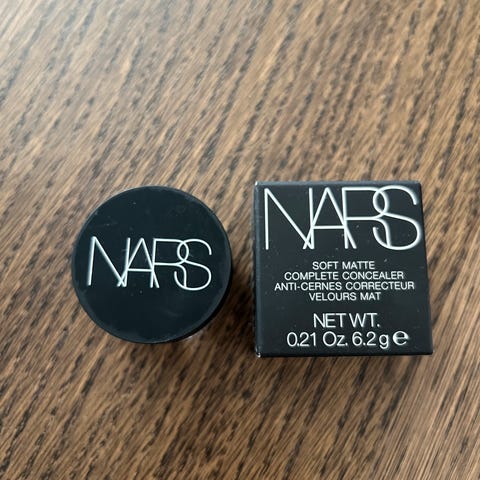 NARS
NARS
SOFT MATTE
COMPLETE CONCEALER
ANTI-CERNES CORRECTEUR
VELOURS MAT
NET WT.
0.21 Oz. 6.2 g ℮